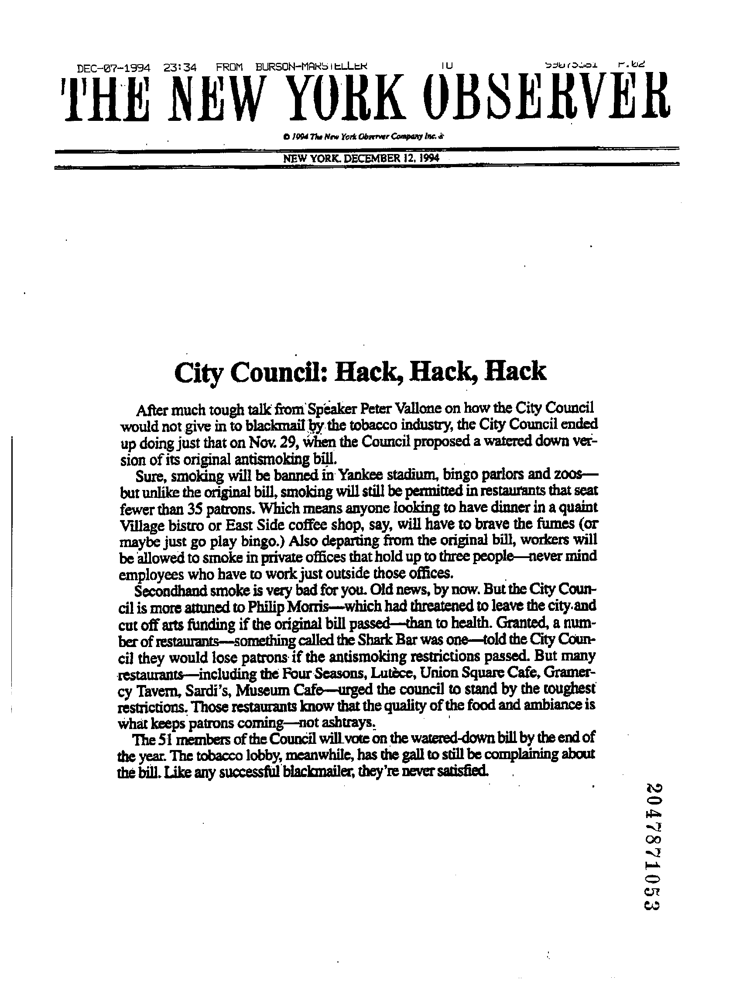 DEC-07-1994 23:34 FROM BURSON-MARSTELLER TO P.02
THE NEW YORK OBSERVER
© 1994 The New York Observer Company Inc.
NEW YORK, DECEMBER 12, 1994
City Council: Hack, Hack, Hack
After much tough talk from Speaker Peter Vallone on how the City Council
would not give in to blackmail by the tobacco industry, the City Council ended
up doing just that on Nov. 29, when the Council proposed a watered down ver-
sion of its original antismoking bill.
Sure, smoking will be banned in Yankee stadium, bingo parlors and zoos—
but unlike the original bill, smoking will still be permitted in restaurants that seat
fewer than 35 patrons. Which means anyone looking to have dinner in a quaint
Village bistro or East Side coffee shop, say, will have to brave the fumes (or
maybe just go play bingo.) Also departing from the original bill, workers will
be allowed to smoke in private offices that hold up to three people—never mind
employees who have to work just outside those offices.
Secondhand smoke is very bad for you. Old news, by now. But the City Coun-
cil is more attuned to Philip Morris—which had threatened to leave the city and
cut off arts funding if the original bill passed—than to health. Granted, a num-
ber of restaurants—something called the Shark Bar was one—told the City Coun-
cil they would lose patrons if the antismoking restrictions passed. But many
restaurants—including the Four Seasons, Lutèce, Union Square Cafe, Gramer-
cy Tavern, Sardi's, Museum Cafe—urged the council to stand by the toughest
restrictions. Those restaurants know that the quality of the food and ambiance is
what keeps patrons coming—not ashtrays.
The 51 members of the Council will vote on the watered-down bill by the end of
the year. The tobacco lobby, meanwhile, has the gall to still be complaining about
the bill. Like any successful blackmailer, they're never satisfied.
2047871053